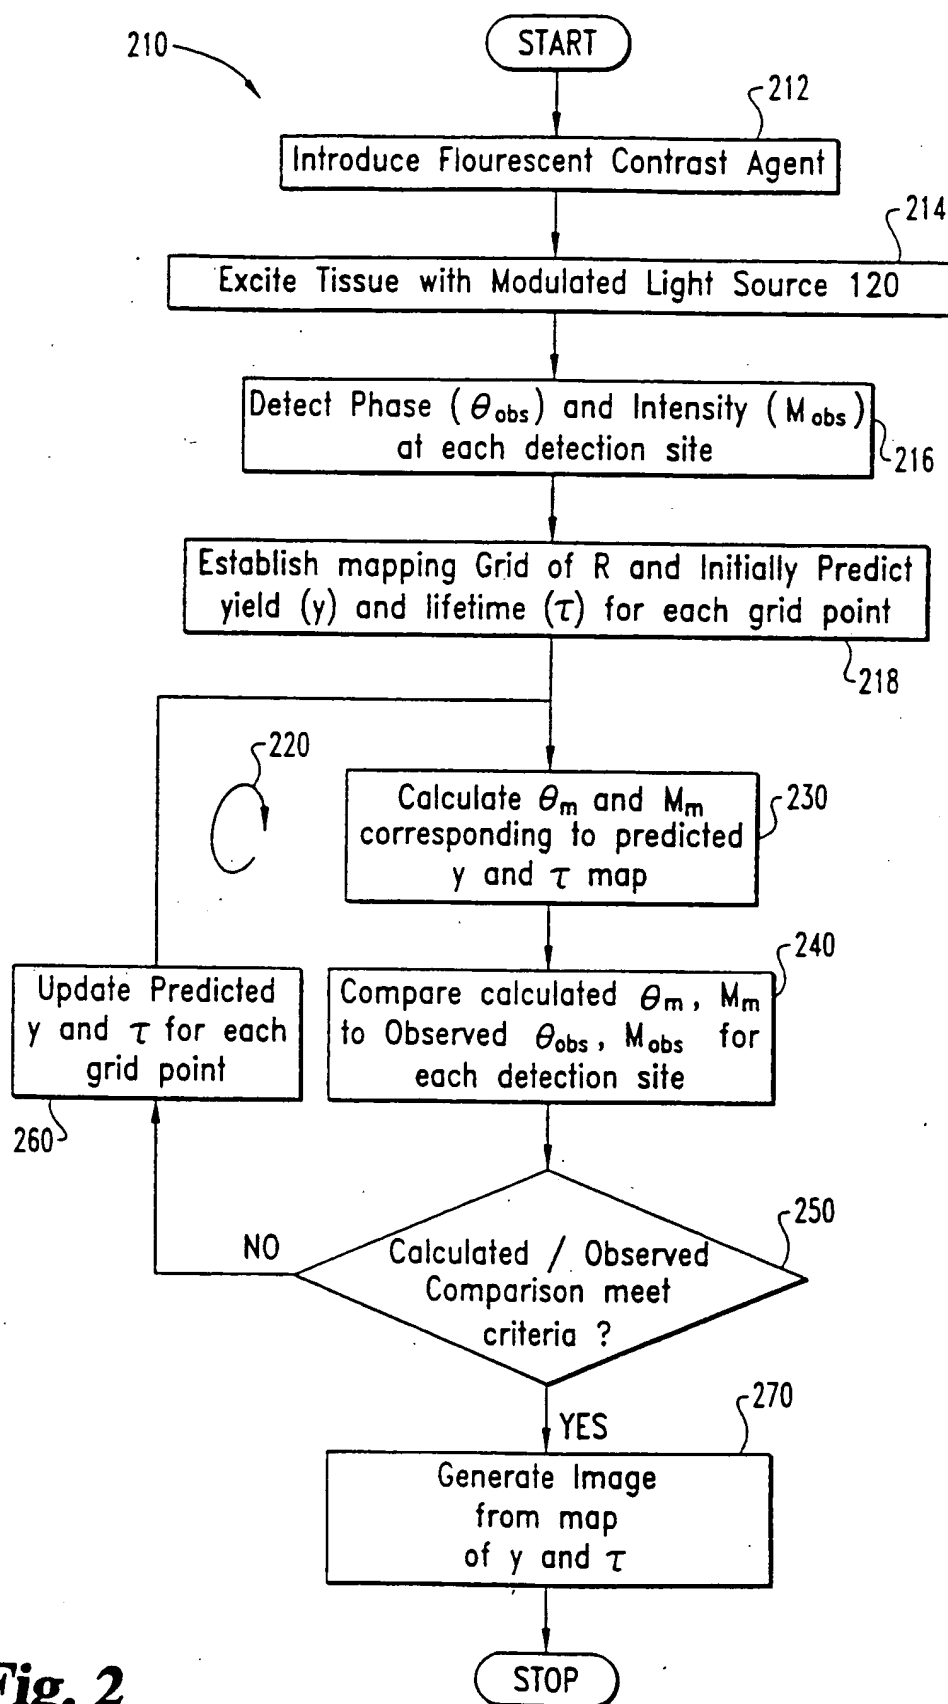 START
210
212
Introduce Flourescent Contrast Agent
214
Excite Tissue with Modulated Light Source 120
Detect Phase (θobs) and Intensity (Mobs)
at each detection site
216
Establish mapping Grid of R and Initially Predict
yield (y) and lifetime (τ) for each grid point
218
220
Calculate θm and Mm
corresponding to predicted
y and τ map
230
240
Update Predicted
y and τ for each
grid point
260
Compare calculated θm, Mm
to Observed θobs, Mobs for
each detection site
250
NO
Calculated / Observed
Comparison meet
criteria ?
YES
270
Generate Image
from map
of y and τ
STOP
Fig. 2